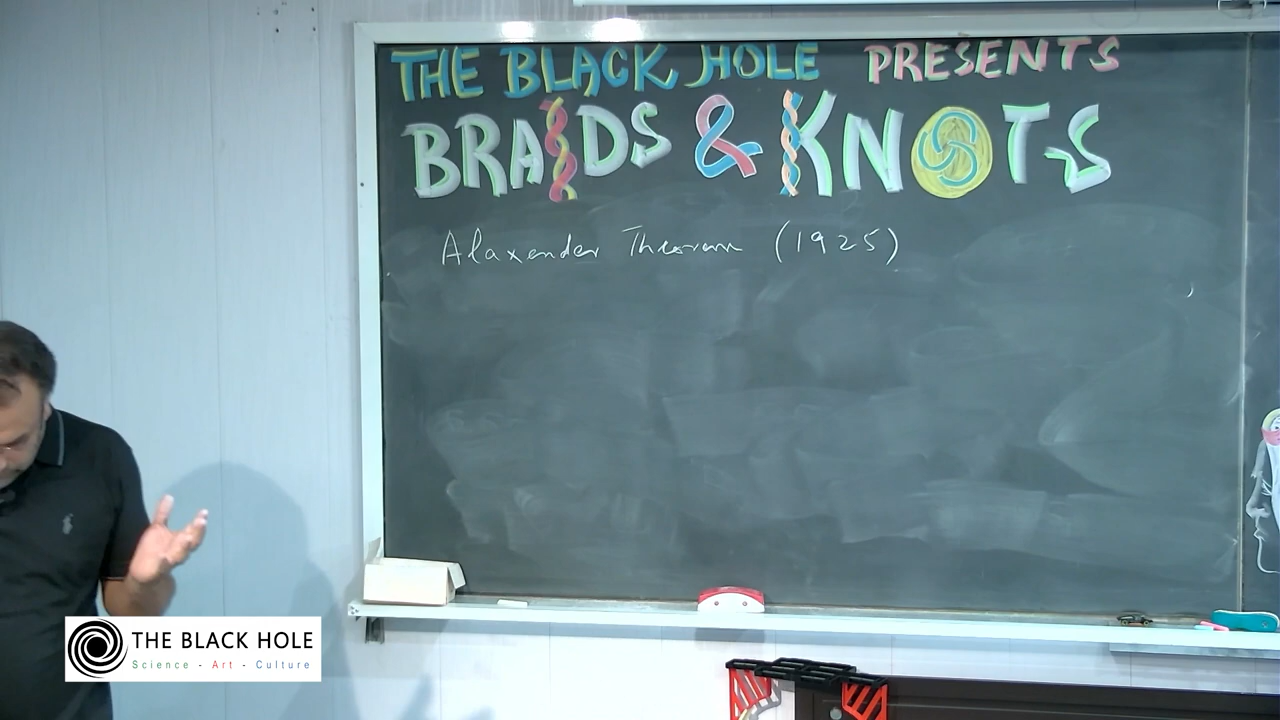 THE BLACK HOLE PRESENTS
BRAIDS & KNOTS
Alaxender Theorem (1925)
THE BLACK HOLE
Science - Art - Culture